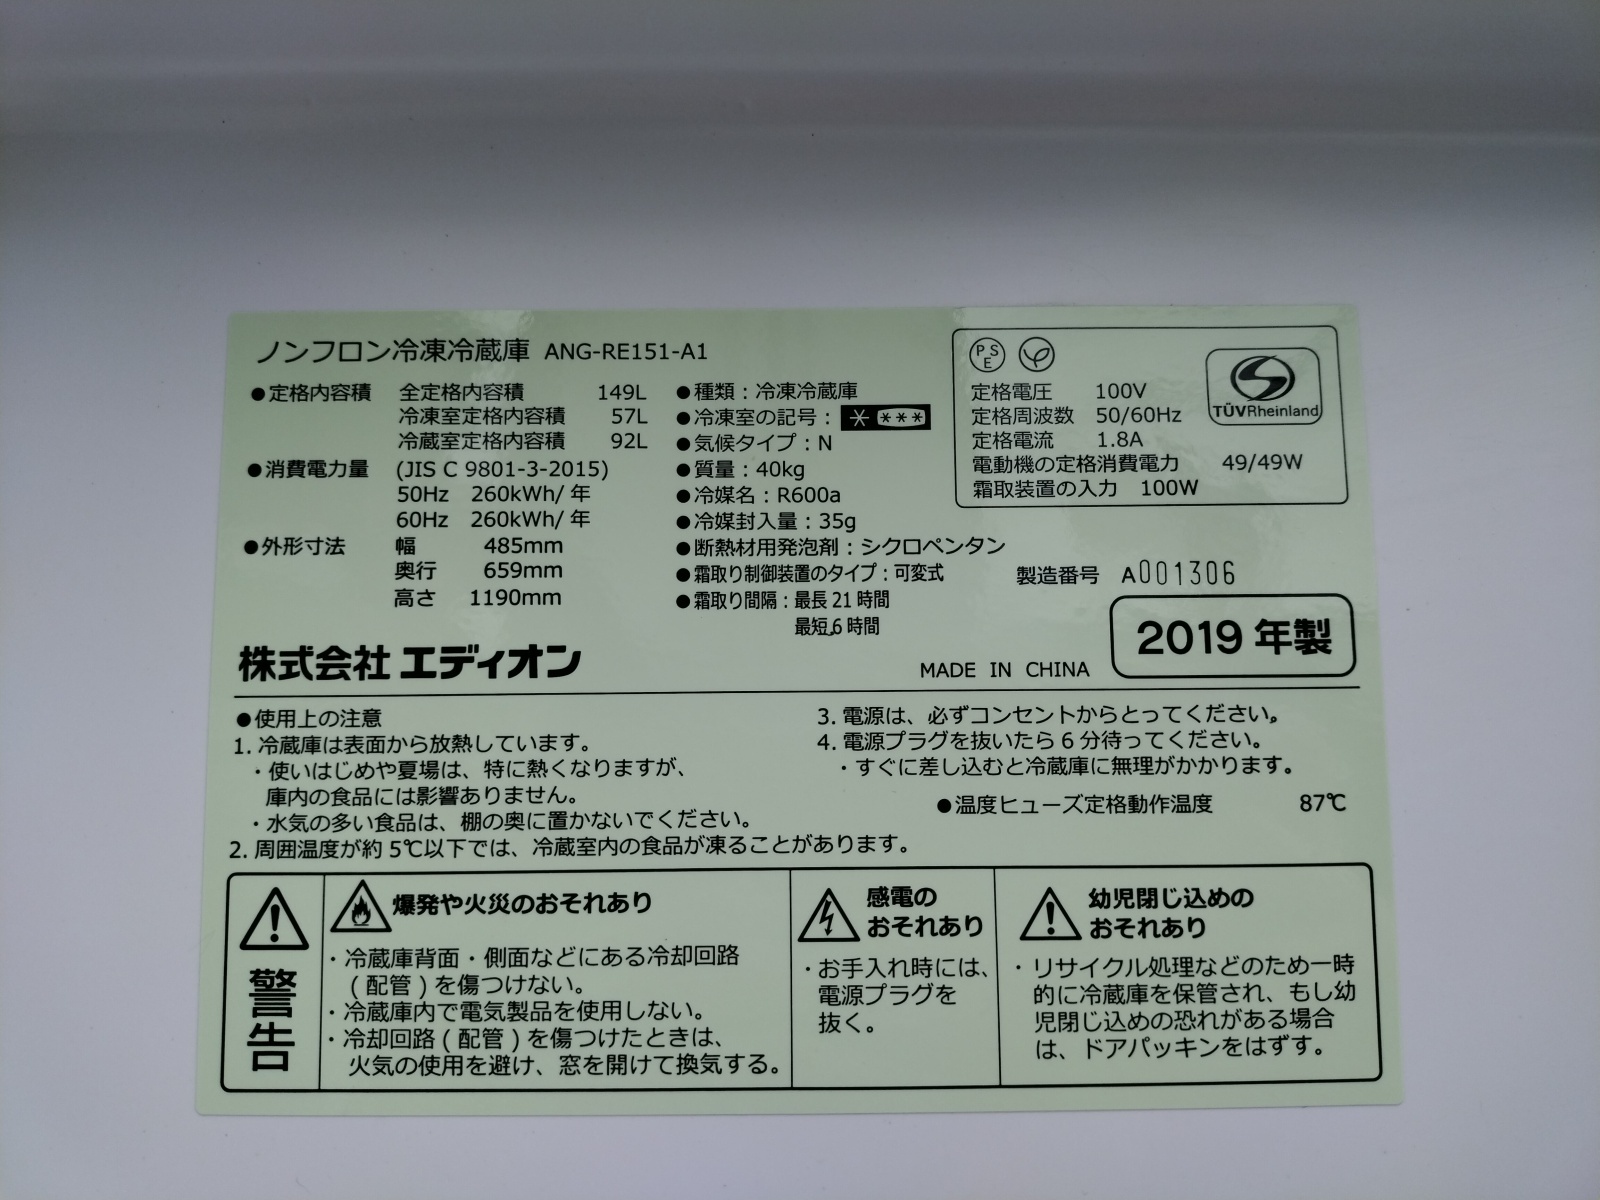 ノンフロン冷凍冷蔵庫 ANG-RE151-A1
●定格内容積 全定格内容積 149L
冷凍室定格内容積 57L
冷蔵室定格内容積 92L
●消費電力量 (JIS C 9801-3-2015)
50Hz 260kWh/年
60Hz 260kWh/年
●外形寸法 幅 485mm
奥行 659mm
高さ 1190mm
●種類:冷凍冷蔵庫
●冷凍室の記号: * ***
●気候タイプ:N
●質量:40kg
●冷媒名:R600a
●冷媒封入量:35g
●断熱材用発泡剤:シクロペンタン
●霜取り制御装置のタイプ:可変式
●霜取り間隔:最長 21 時間
最短 6 時間
PSE
定格電圧 100V
定格周波数 50/60Hz
定格電流 1.8A
電動機の定格消費電力 49/49W
霜取装置の入力 100W
TÜVRheinland
製造番号 A001306
2019 年製
株式会社 エディオン
MADE IN CHINA
●使用上の注意
1. 冷蔵庫は表面から放熱しています。
・使いはじめや夏場は、特に熱くなりますが、
庫内の食品には影響ありません。
・水気の多い食品は、棚の奥に置かないでください。
2. 周囲温度が約 5℃以下では、冷蔵室内の食品が凍ることがあります。
3. 電源は、必ずコンセントからとってください。
4. 電源プラグを抜いたら 6 分待ってください。
・すぐに差し込むと冷蔵庫に無理がかかります。
●温度ヒューズ定格動作温度 87℃
警告
爆発や火災のおそれあり
・冷蔵庫背面・側面などにある冷却回路
(配管)を傷つけない。
・冷蔵庫内で電気製品を使用しない。
・冷却回路(配管)を傷つけたときは、
火気の使用を避け、窓を開けて換気する。
感電の
おそれあり
・お手入れ時には、
電源プラグを
抜く。
幼児閉じ込めの
おそれあり
・リサイクル処理などのため一時
的に冷蔵庫を保管され、もし幼
児閉じ込めの恐れがある場合
は、ドアパッキンをはずす。